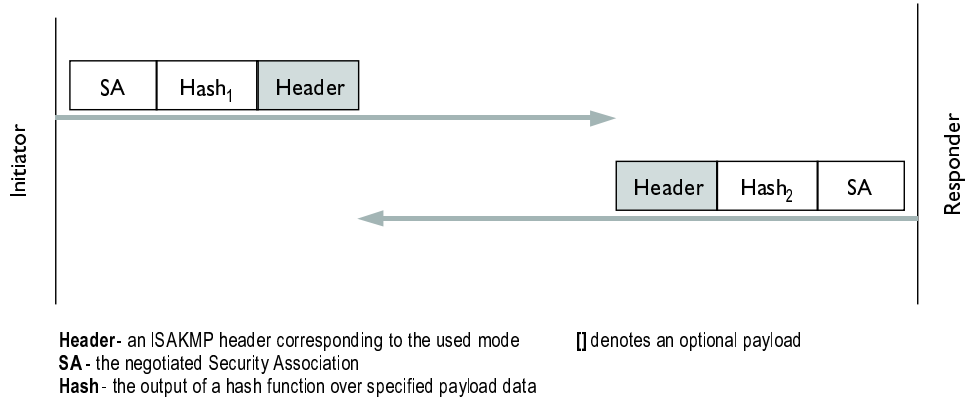 SA Hash1 Header
Initiator
Responder
Header Hash2 SA
Header - an ISAKMP header corresponding to the used mode
[] denotes an optional payload
SA - the negotiated Security Association
Hash - the output of a hash function over specified payload data